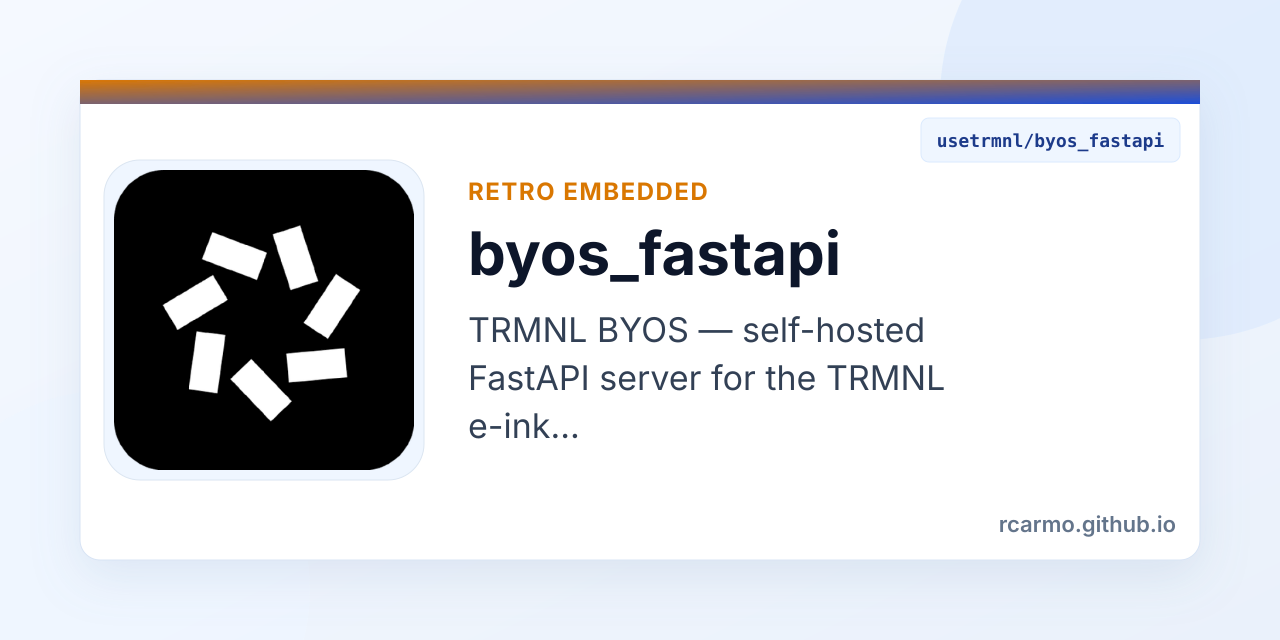 usetrmnl/byos_fastapi
RETRO EMBEDDED
byos_fastapi
TRMNL BYOS — self-hosted
FastAPI server for the TRMNL
e-ink…
rcarmo.github.io